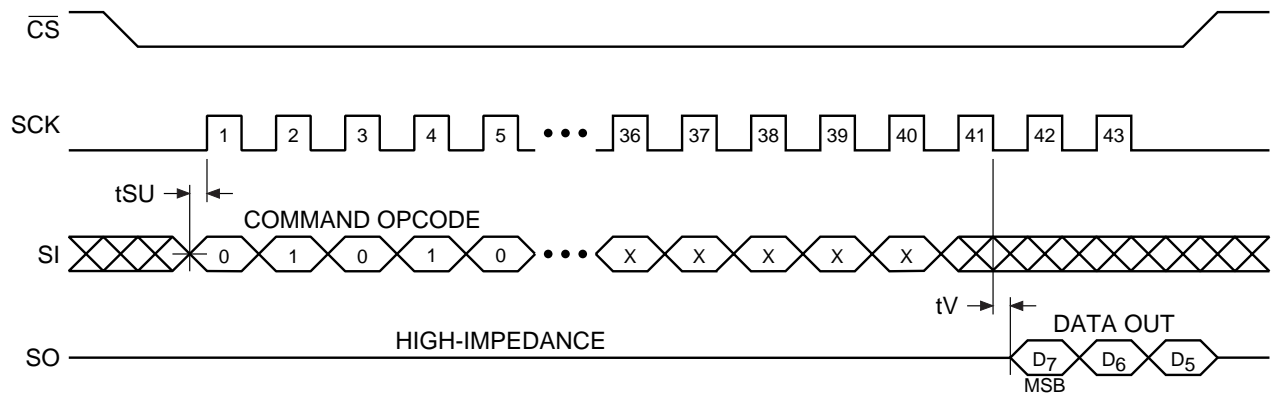 CS
SCK 1 2 3 4 5 ••• 36 37 38 39 40 41 42 43
tSU
COMMAND OPCODE
SI 0 1 0 1 0 ••• X X X X X
tV
HIGH-IMPEDANCE DATA OUT
SO D7 D6 D5
MSB